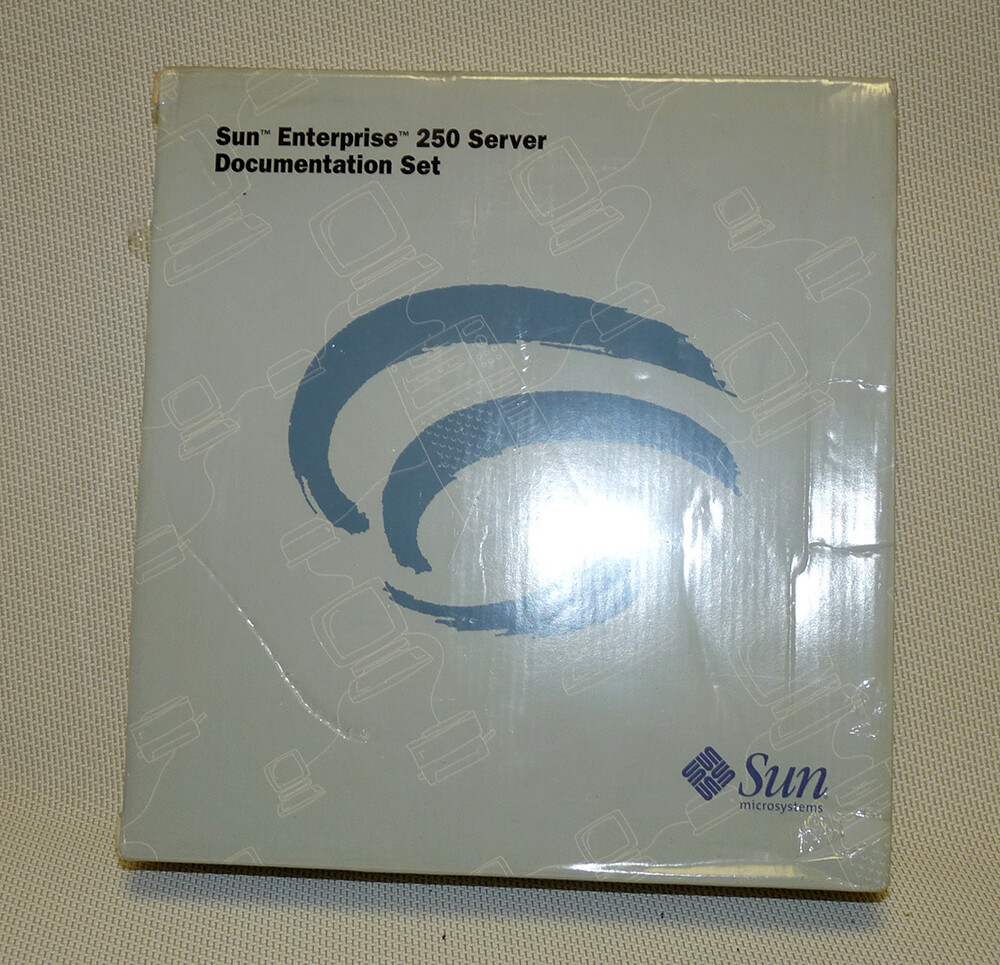 Sun™ Enterprise™ 250 Server
Documentation Set
Sun
microsystems